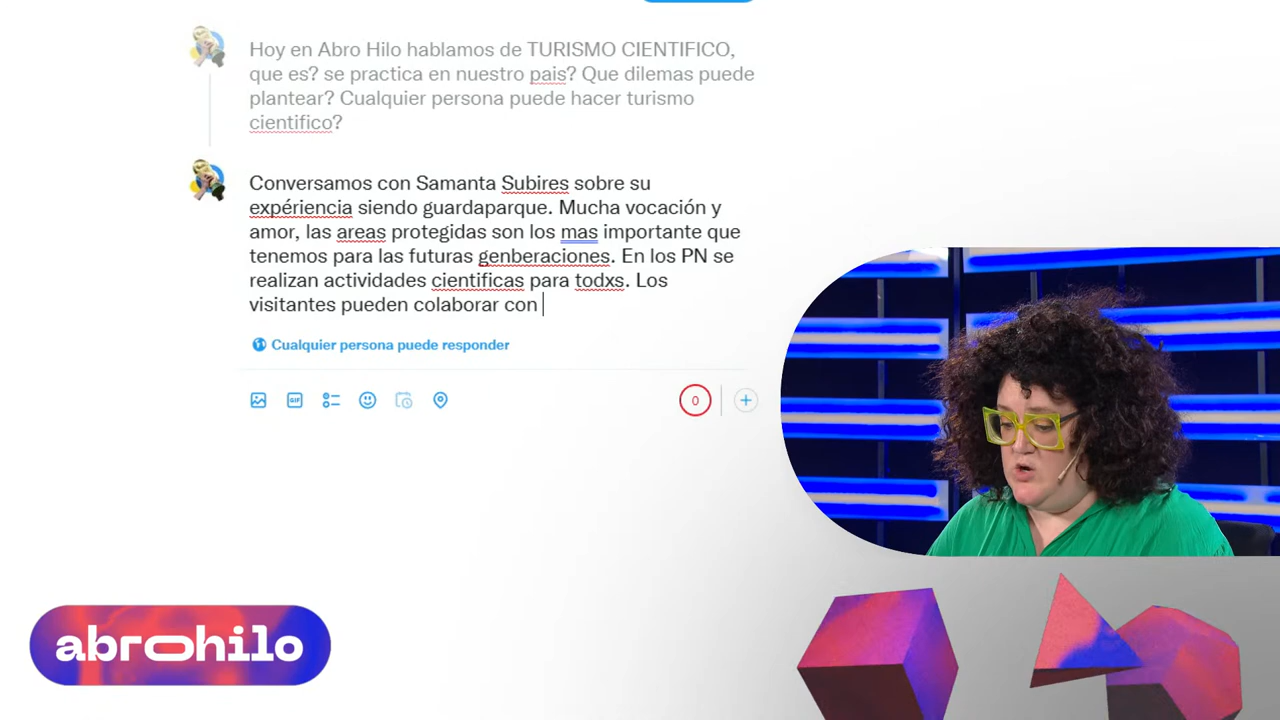 Hoy en Abro Hilo hablamos de TURISMO CIENTIFICO,
que es? se practica en nuestro pais? Que dilemas puede
plantear? Cualquier persona puede hacer turismo
cientifico?
Conversamos con Samanta Subires sobre su
expériencia siendo guardaparque. Mucha vocación y
amor, las areas protegidas son los mas importante que
tenemos para las futuras genberaciones. En los PN se
realizan actividades cientificas para todxs. Los
visitantes pueden colaborar con
Cualquier persona puede responder
GIF
0
abrohilo